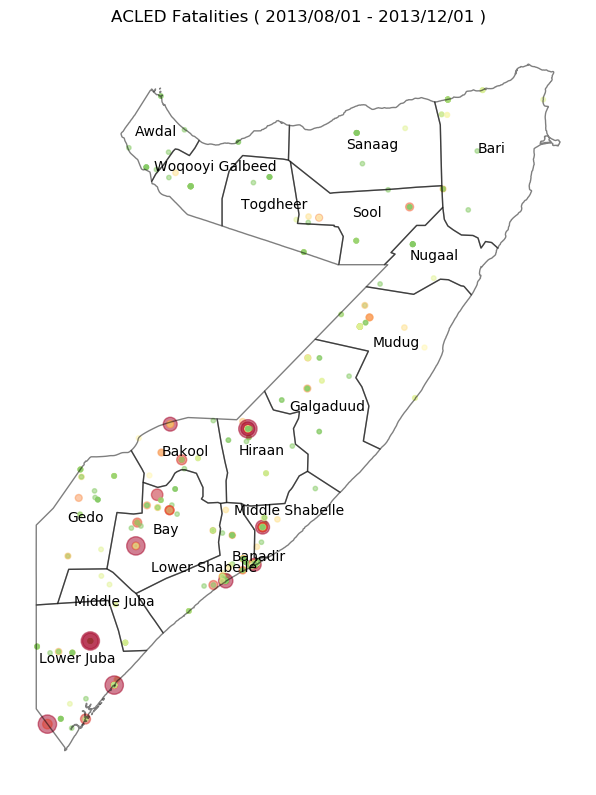 ACLED Fatalities ( 2013/08/01 - 2013/12/01 )
Awdal
Sanaag
Bari
Woqooyi Galbeed
Togdheer
Sool
Nugaal
Mudug
Galgaduud
Bakool
Hiraan
Middle Shabelle
Gedo
Bay
Banadir
Lower Shabelle
Middle Juba
Lower Juba